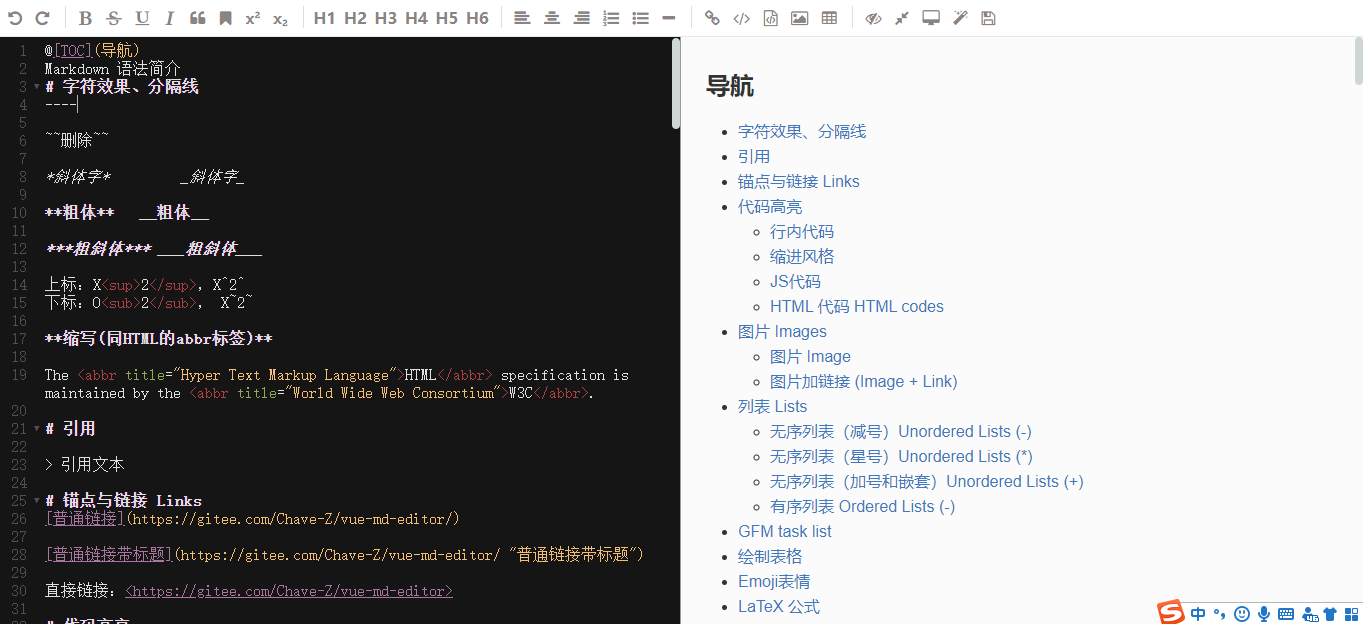 B S U I x² x₂ H1 H2 H3 H4 H5 H6
1 @[TOC](导航)
2 Markdown 语法简介
3 # 字符效果、分隔线
4 ----
5
6 ~~删除~~
7
8 *斜体字* _斜体字_
9
10 **粗体** __粗体__
11
12 ***粗斜体*** ___粗斜体___
13
14 上标：X<sup>2</sup>，X^2^
15 下标：O<sub>2</sub>， X~2~
16
17 **缩写(同HTML的abbr标签)**
18
19 The <abbr title="Hyper Text Markup Language">HTML</abbr> specification is
maintained by the <abbr title="World Wide Web Consortium">W3C</abbr>.
20
21 # 引用
22
23 > 引用文本
24
25 # 锚点与链接 Links
26 [普通链接](https://gitee.com/Chave-Z/vue-md-editor/)
27
28 [普通链接带标题](https://gitee.com/Chave-Z/vue-md-editor/ "普通链接带标题")
29
30 直接链接：<https://gitee.com/Chave-Z/vue-md-editor>
31
# 代码高亮
导航
字符效果、分隔线
引用
锚点与链接 Links
代码高亮
行内代码
缩进风格
JS代码
HTML 代码 HTML codes
图片 Images
图片 Image
图片加链接 (Image + Link)
列表 Lists
无序列表（减号）Unordered Lists (-)
无序列表（星号）Unordered Lists (*)
无序列表（加号和嵌套）Unordered Lists (+)
有序列表 Ordered Lists (-)
GFM task list
绘制表格
Emoji表情
LaTeX 公式
中